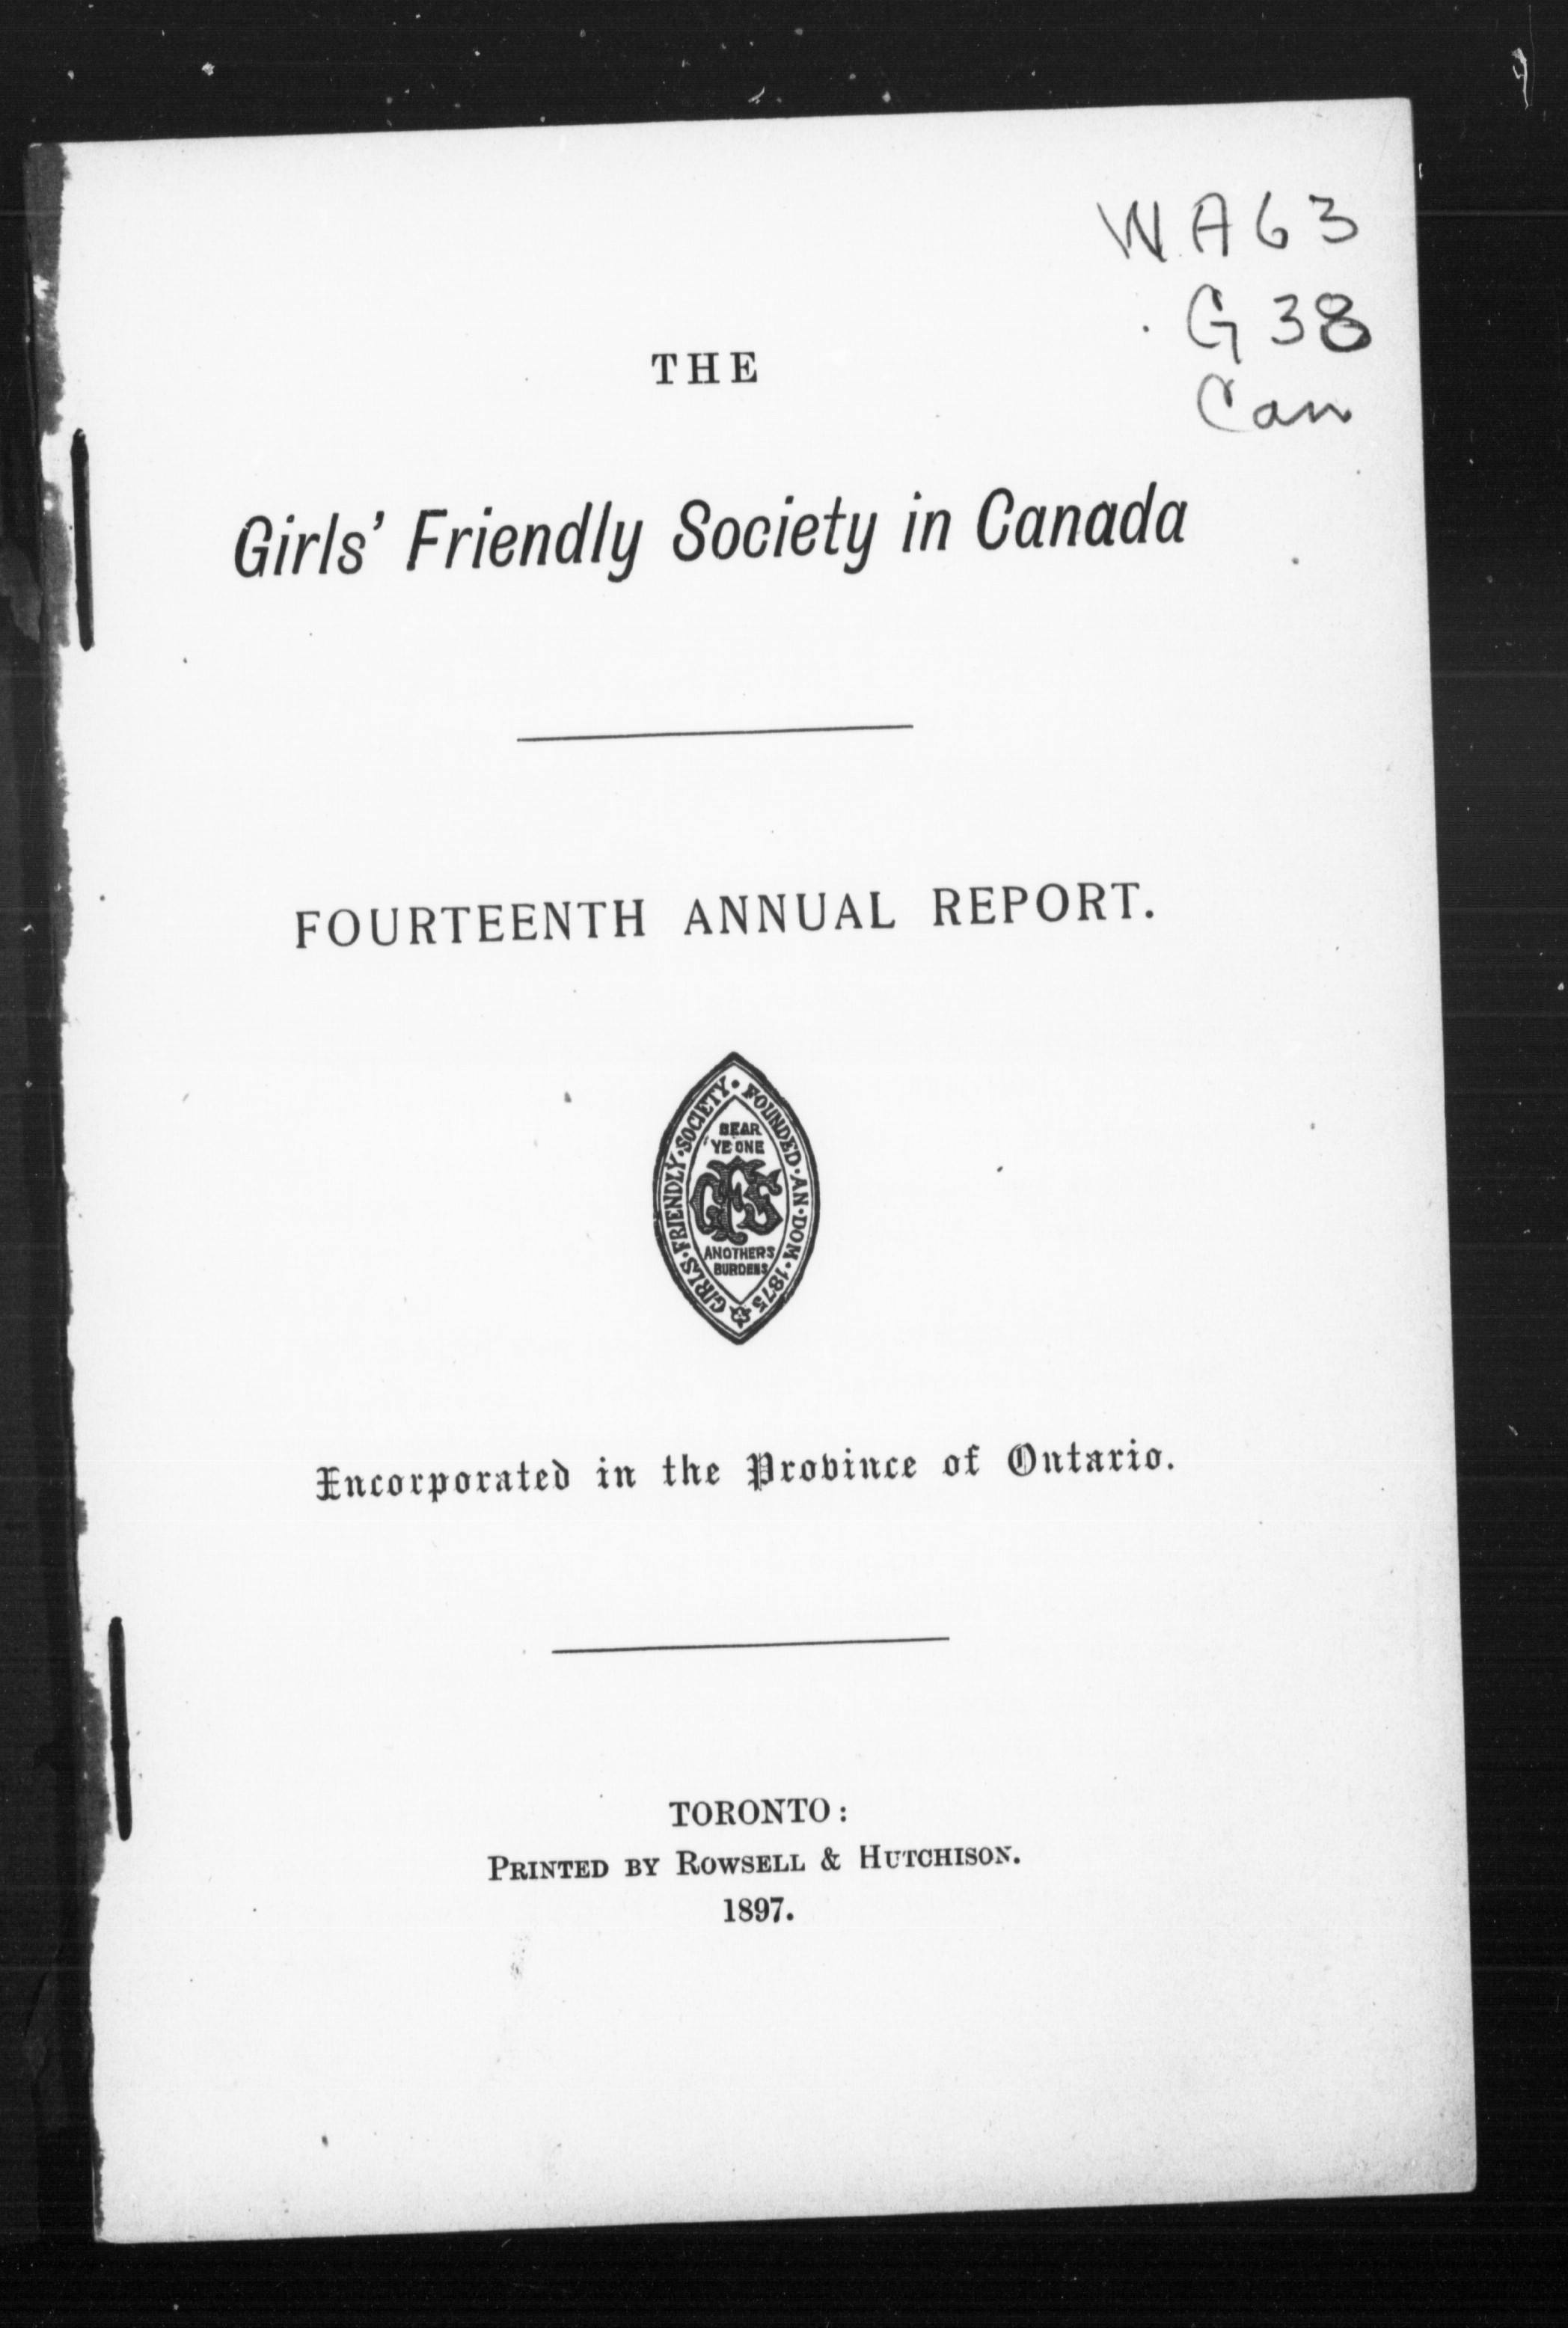 WA63
G38
Can
THE
Girls' Friendly Society in Canada
FOURTEENTH ANNUAL REPORT.
GIRLS·FRIENDLY·SOCIETY·FOUNDED·AN·DOM·1875
BEAR
YE ONE
GFS
ANOTHERS
BURDENS
Incorporated in the Province of Ontario.
TORONTO:
PRINTED BY ROWSELL & HUTCHISON.
1897.